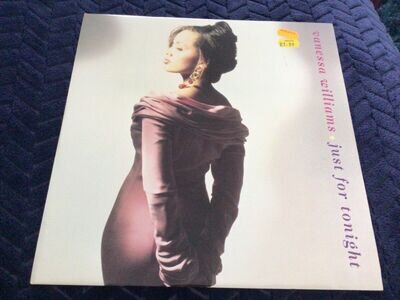 vanessa williams • just for tonight